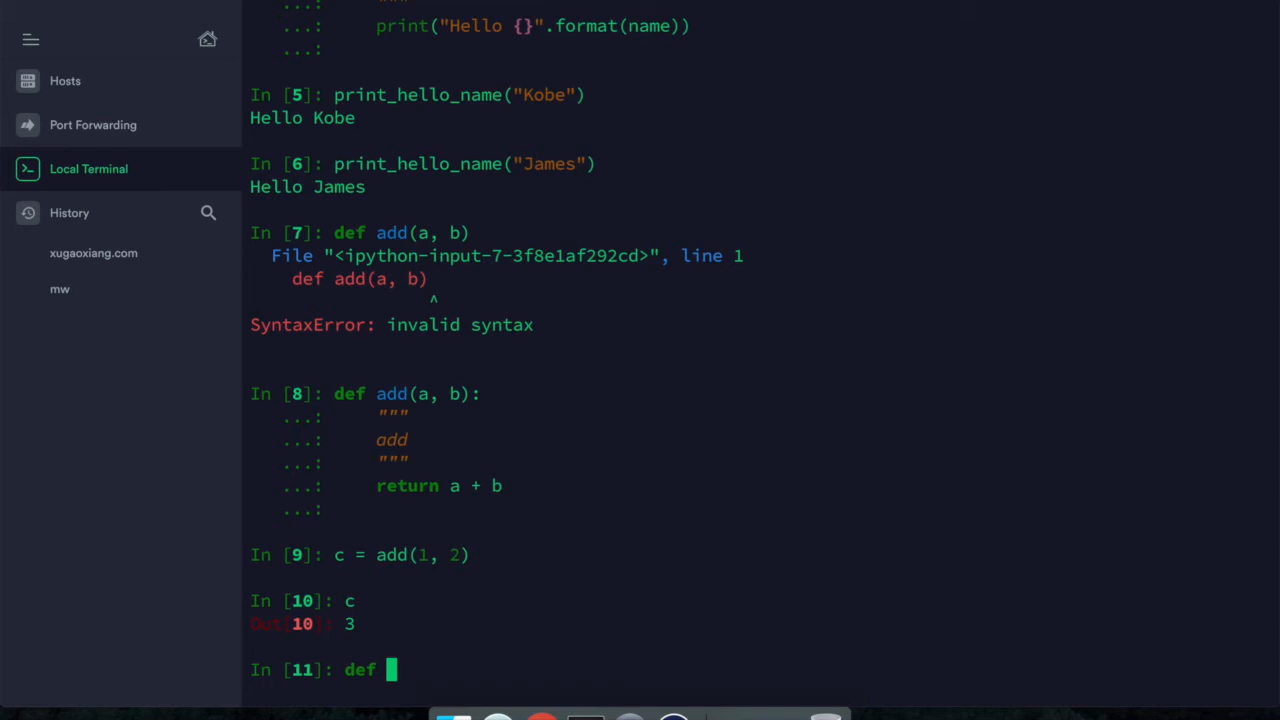 Hosts
Port Forwarding
Local Terminal
History
xugaoxiang.com
mw
...: """
...: print("Hello {}".format(name))
...:
In [5]: print_hello_name("Kobe")
Hello Kobe
In [6]: print_hello_name("James")
Hello James
In [7]: def add(a, b)
File "<ipython-input-7-3f8e1af292cd>", line 1
def add(a, b)
^
SyntaxError: invalid syntax
In [8]: def add(a, b):
...: """
...: add
...: """
...: return a + b
...:
In [9]: c = add(1, 2)
In [10]: c
Out[10]: 3
In [11]: def